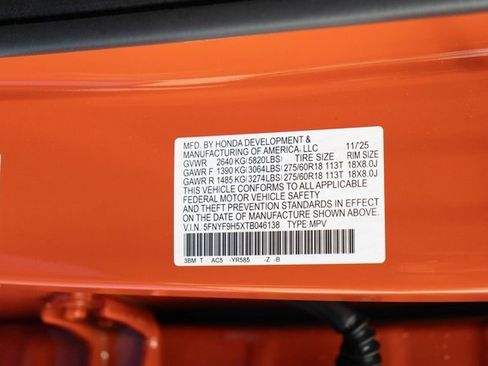 MFD. BY HONDA DEVELOPMENT &
MANUFACTURING OF AMERICA, LLC 11/25
GVWR 2640 KG(5820LBS) TIRE SIZE RIM SIZE
GAWR F 1390 KG(3064LBS) 275/60R18 113T 18X8.0J
GAWR R 1485 KG(3274LBS) 275/60R18 113T 18X8.0J
THIS VEHICLE CONFORMS TO ALL APPLICABLE
FEDERAL MOTOR VEHICLE SAFETY
AND THEFT PREVENTION STANDARDS IN EFFECT
ON THE DATE OF MANUFACTURE SHOWN ABOVE.
V.I.N. 5FNYF9H5XTB046138 TYPE: MPV
3BM T AC5 -YR585 -Z -B